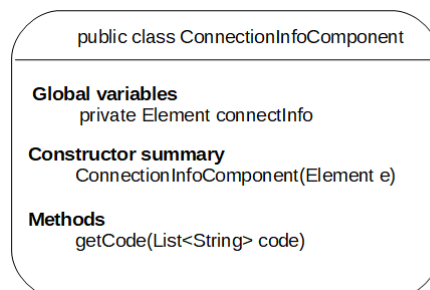 public class ConnectionInfoComponent
Global variables
private Element connectInfo
Constructor summary
ConnectionInfoComponent(Element e)
Methods
getCode(List<String> code)